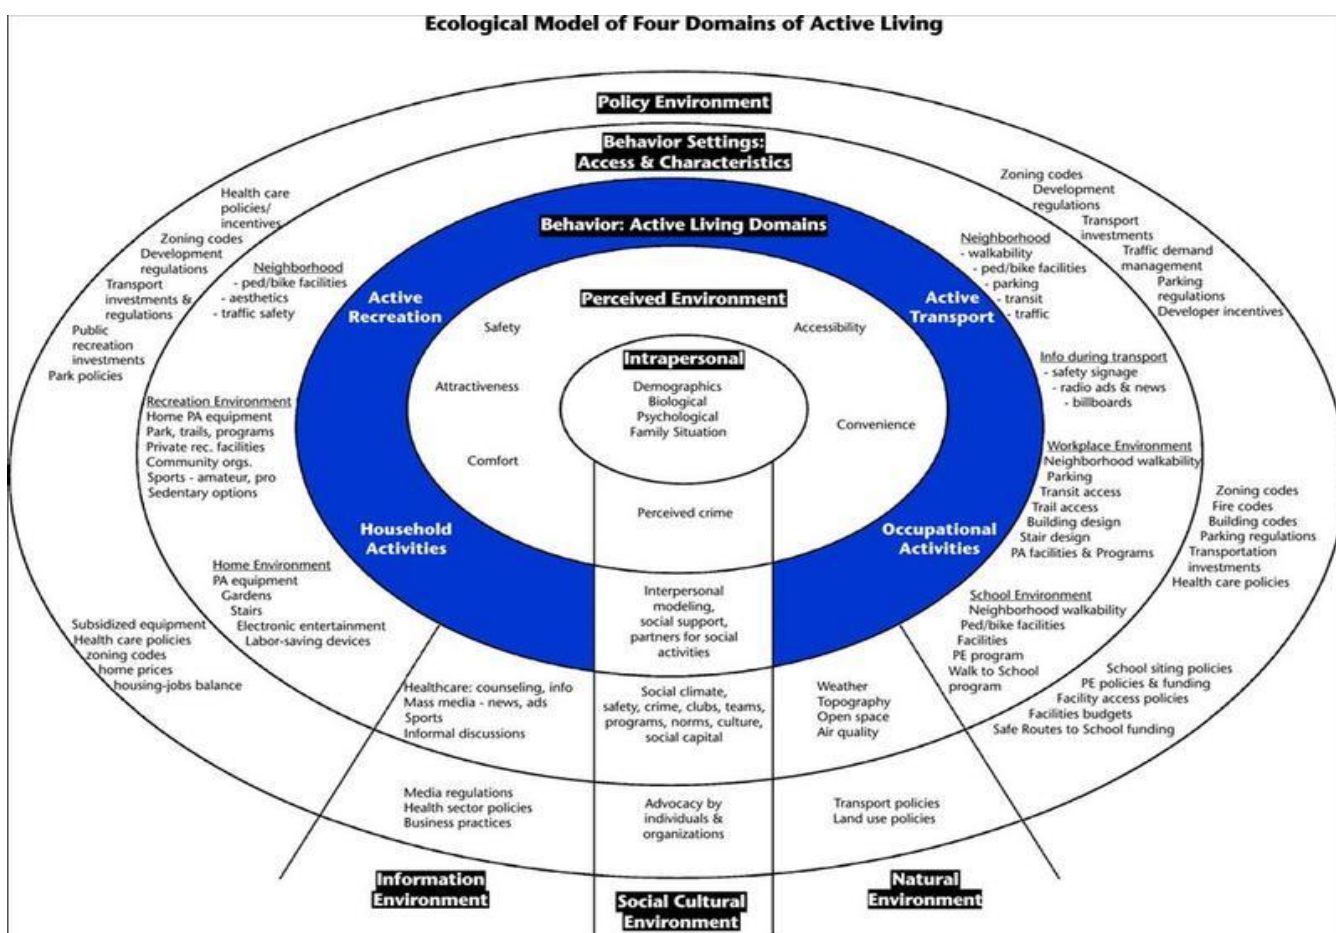 Ecological Model of Four Domains of Active Living
Policy Environment
Behavior Settings:
Access & Characteristics
Behavior: Active Living Domains
Perceived Environment
Intrapersonal
Demographics
Biological
Psychological
Family Situation
Safety
Attractiveness
Comfort
Accessibility
Convenience
Perceived crime
Active
Recreation
Active
Transport
Household
Activities
Occupational
Activities
Health care
policies/
incentives
Zoning codes
Development
regulations
Transport
investments &
regulations
Public
recreation
investments
Park policies
Neighborhood
- ped/bike facilities
- aesthetics
- traffic safety
Recreation Environment
Home PA equipment
Park, trails, programs
Private rec. facilities
Community orgs.
Sports - amateur, pro
Sedentary options
Home Environment
PA equipment
Gardens
Stairs
Electronic entertainment
Labor-saving devices
Subsidized equipment
Health care policies
zoning codes
home prices
housing-jobs balance
Zoning codes
Development
regulations
Transport
investments
Traffic demand
management
Parking
regulations
Developer incentives
Neighborhood
- walkability
- ped/bike facilities
- parking
- transit
- traffic
Info during transport
- safety signage
- radio ads & news
- billboards
Workplace Environment
Neighborhood walkability
Parking
Transit access
Trail access
Building design
Stair design
PA facilities & Programs
Zoning codes
Fire codes
Building codes
Parking regulations
Transportation
investments
Health care policies
School Environment
Neighborhood walkability
Ped/bike facilities
Facilities
PE program
Walk to School
program
School siting policies
PE policies & funding
Facility access policies
Facilities budgets
Safe Routes to School funding
Interpersonal
modeling,
social support,
partners for social
activities
Healthcare: counseling, info
Mass media - news, ads
Sports
Informal discussions
Social climate,
safety, crime, clubs, teams,
programs, norms, culture,
social capital
Weather
Topography
Open space
Air quality
Media regulations
Health sector policies
Business practices
Advocacy by
individuals &
organizations
Transport policies
Land use policies
Information
Environment
Social Cultural
Environment
Natural
Environment